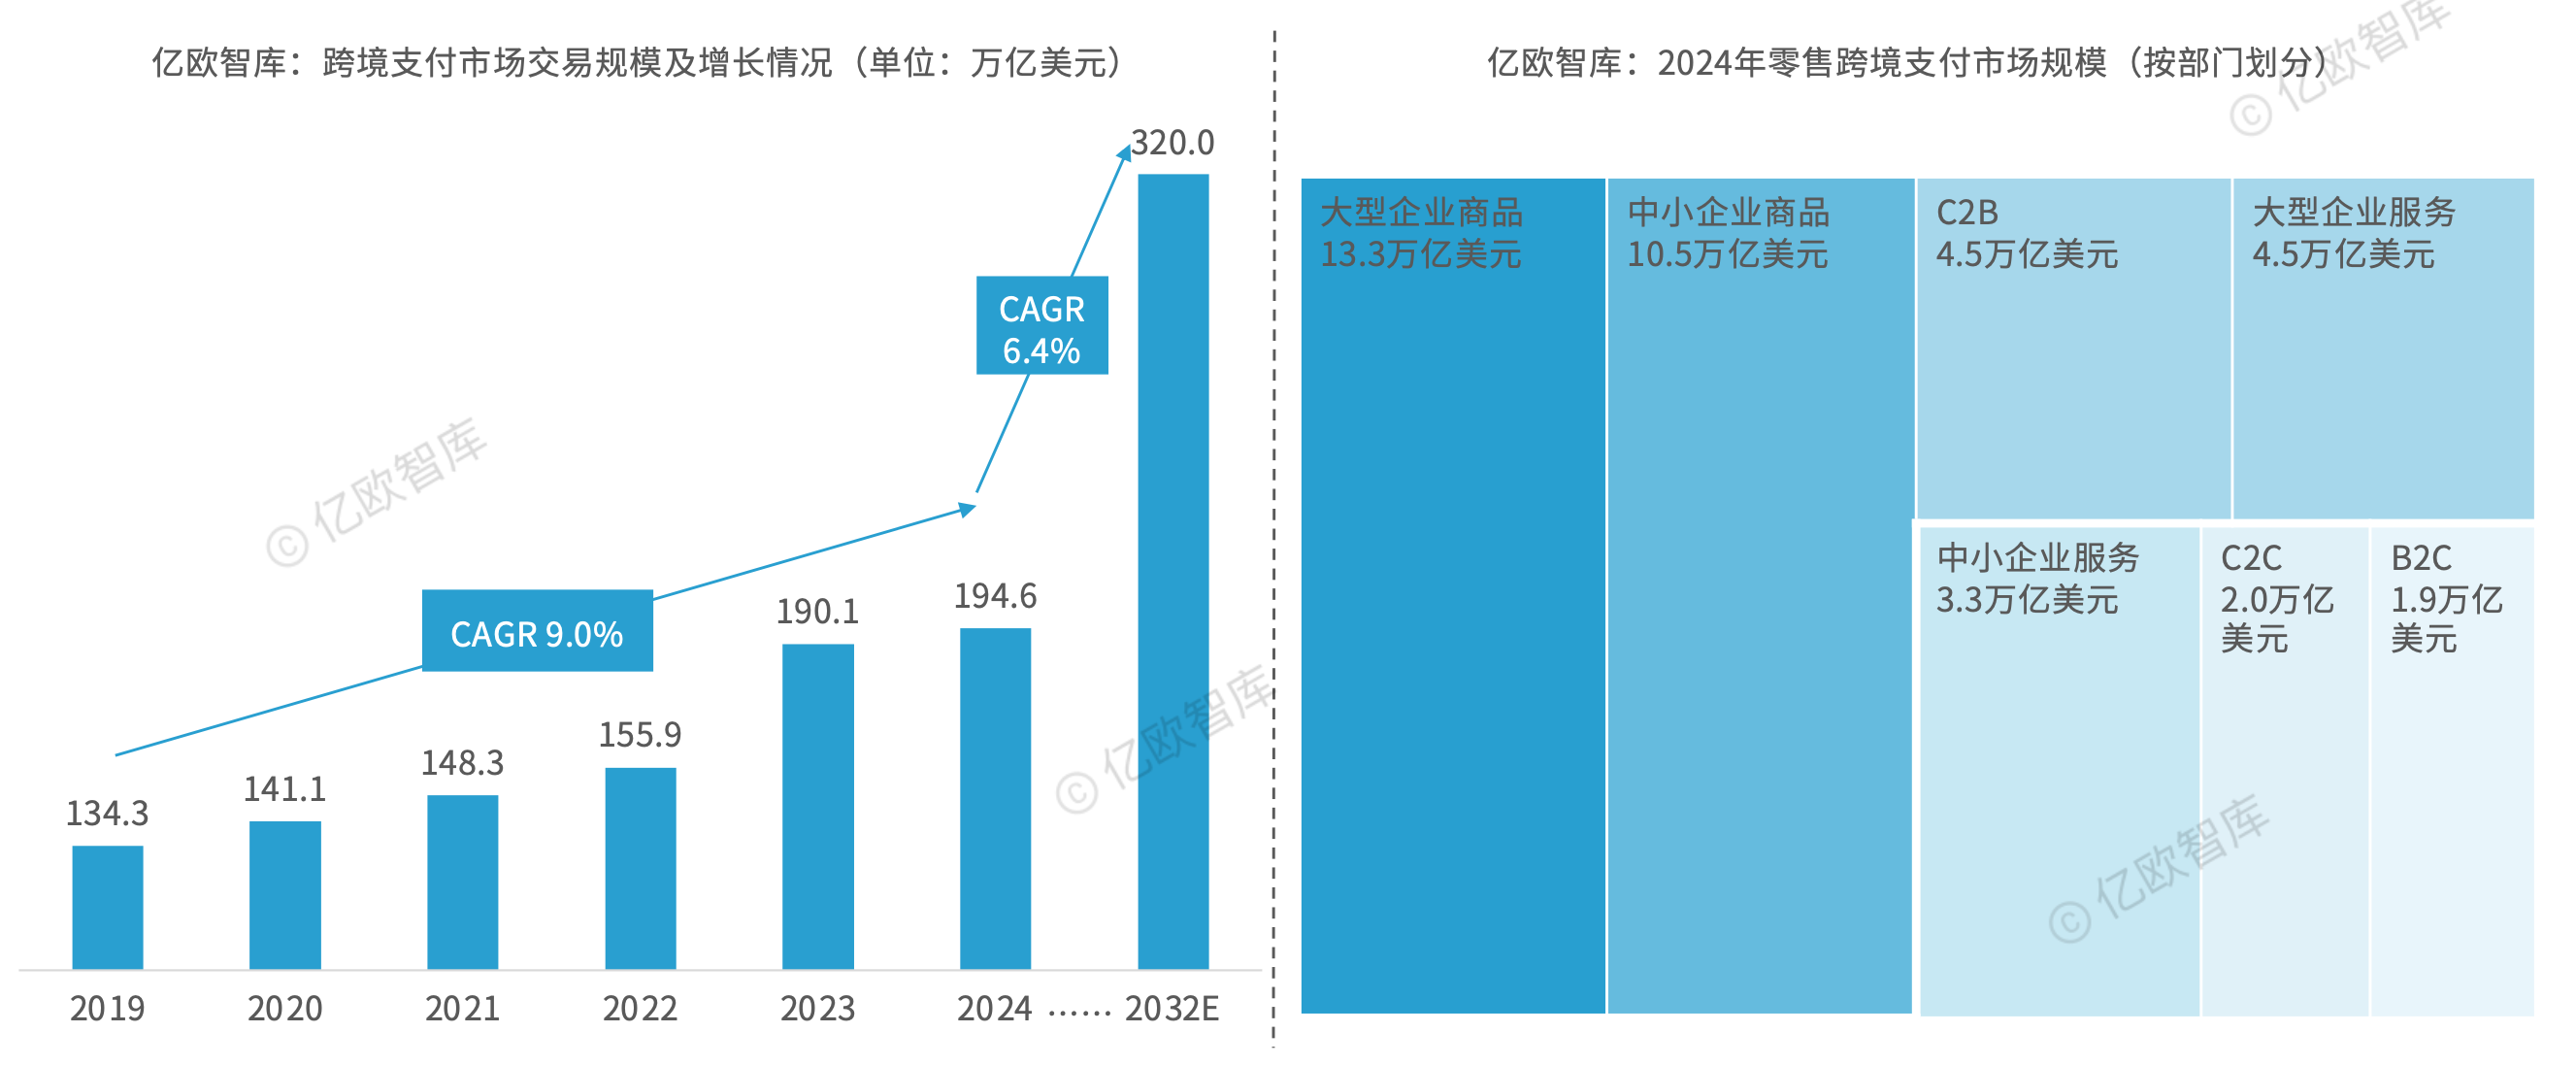 亿欧智库：跨境支付市场交易规模及增长情况（单位：万亿美元）
320.0
CAGR
6.4%
194.6
190.1
CAGR 9.0%
155.9
148.3
141.1
134.3
2019
2020
2021
2022
2023
2024
……
2032E
亿欧智库：2024年零售跨境支付市场规模（按部门划分）
大型企业商品
13.3万亿美元
中小企业商品
10.5万亿美元
C2B
4.5万亿美元
大型企业服务
4.5万亿美元
中小企业服务
3.3万亿美元
C2C
2.0万亿
美元
B2C
1.9万亿
美元
© 亿欧智库
© 亿欧智库
© 亿欧智库
© 亿欧智库